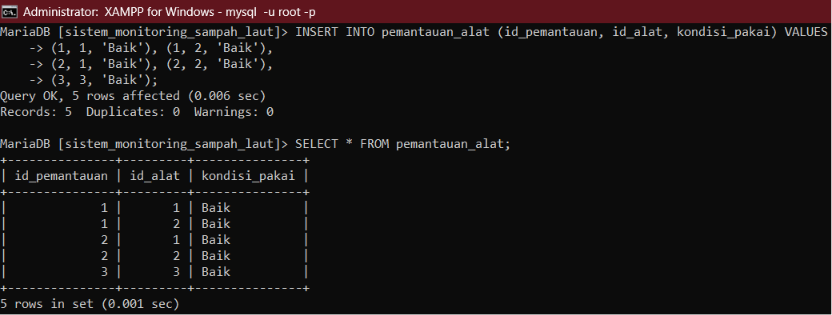 Administrator: XAMPP for Windows - mysql -u root -p
MariaDB [sistem_monitoring_sampah_laut]> INSERT INTO pemantauan_alat (id_pemantauan, id_alat, kondisi_pakai) VALUES
    -> (1, 1, 'Baik'), (1, 2, 'Baik'),
    -> (2, 1, 'Baik'), (2, 2, 'Baik'),
    -> (3, 3, 'Baik');
Query OK, 5 rows affected (0.006 sec)
Records: 5  Duplicates: 0  Warnings: 0
MariaDB [sistem_monitoring_sampah_laut]> SELECT * FROM pemantauan_alat;
+---------------+---------+---------------+
| id_pemantauan | id_alat | kondisi_pakai |
+---------------+---------+---------------+
|             1 |       1 | Baik          |
|             1 |       2 | Baik          |
|             2 |       1 | Baik          |
|             2 |       2 | Baik          |
|             3 |       3 | Baik          |
+---------------+---------+---------------+
5 rows in set (0.001 sec)